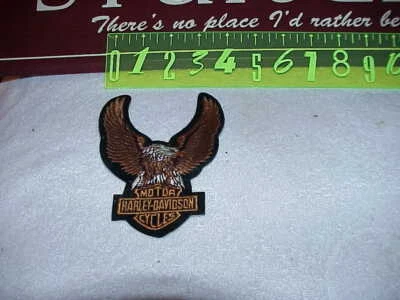 There's no place I'd rather be
0 1 2 3 4 5 6 7 8 9
MOTOR
HARLEY-DAVIDSON
CYCLES